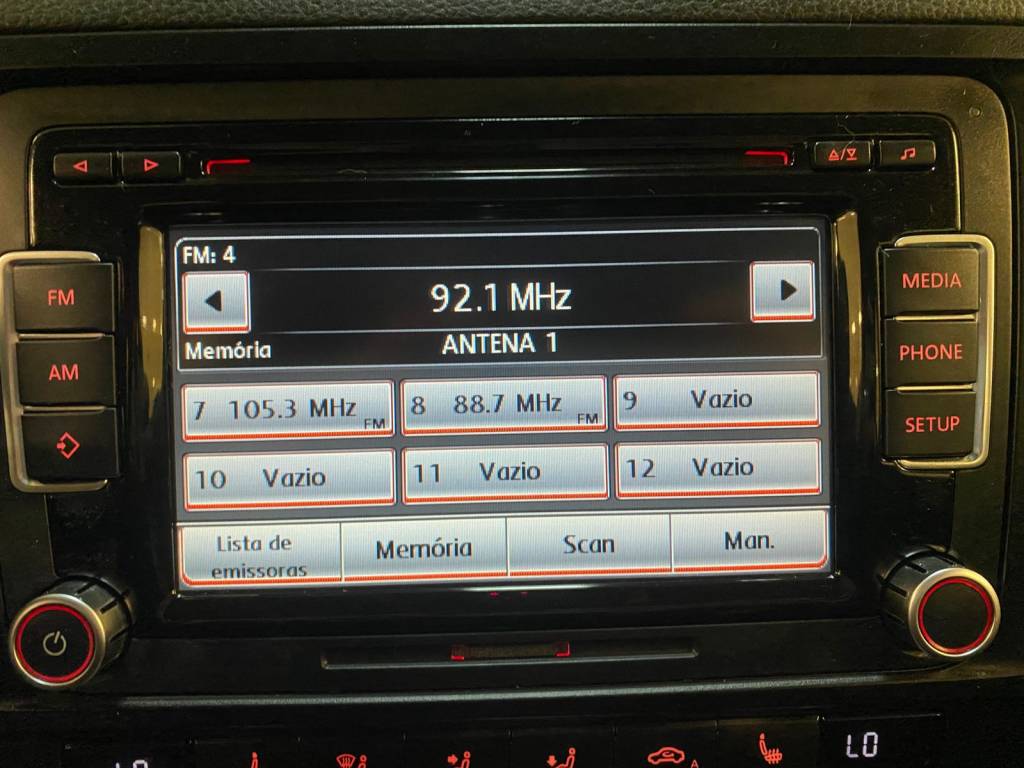 FM: 4
92.1 MHz
Memória
ANTENA 1
7 105.3 MHz FM
8 88.7 MHz FM
9 Vazio
10 Vazio
11 Vazio
12 Vazio
Lista de
emissoras
Memória
Scan
Man.
FM
AM
MEDIA
PHONE
SETUP
LO
A
LO